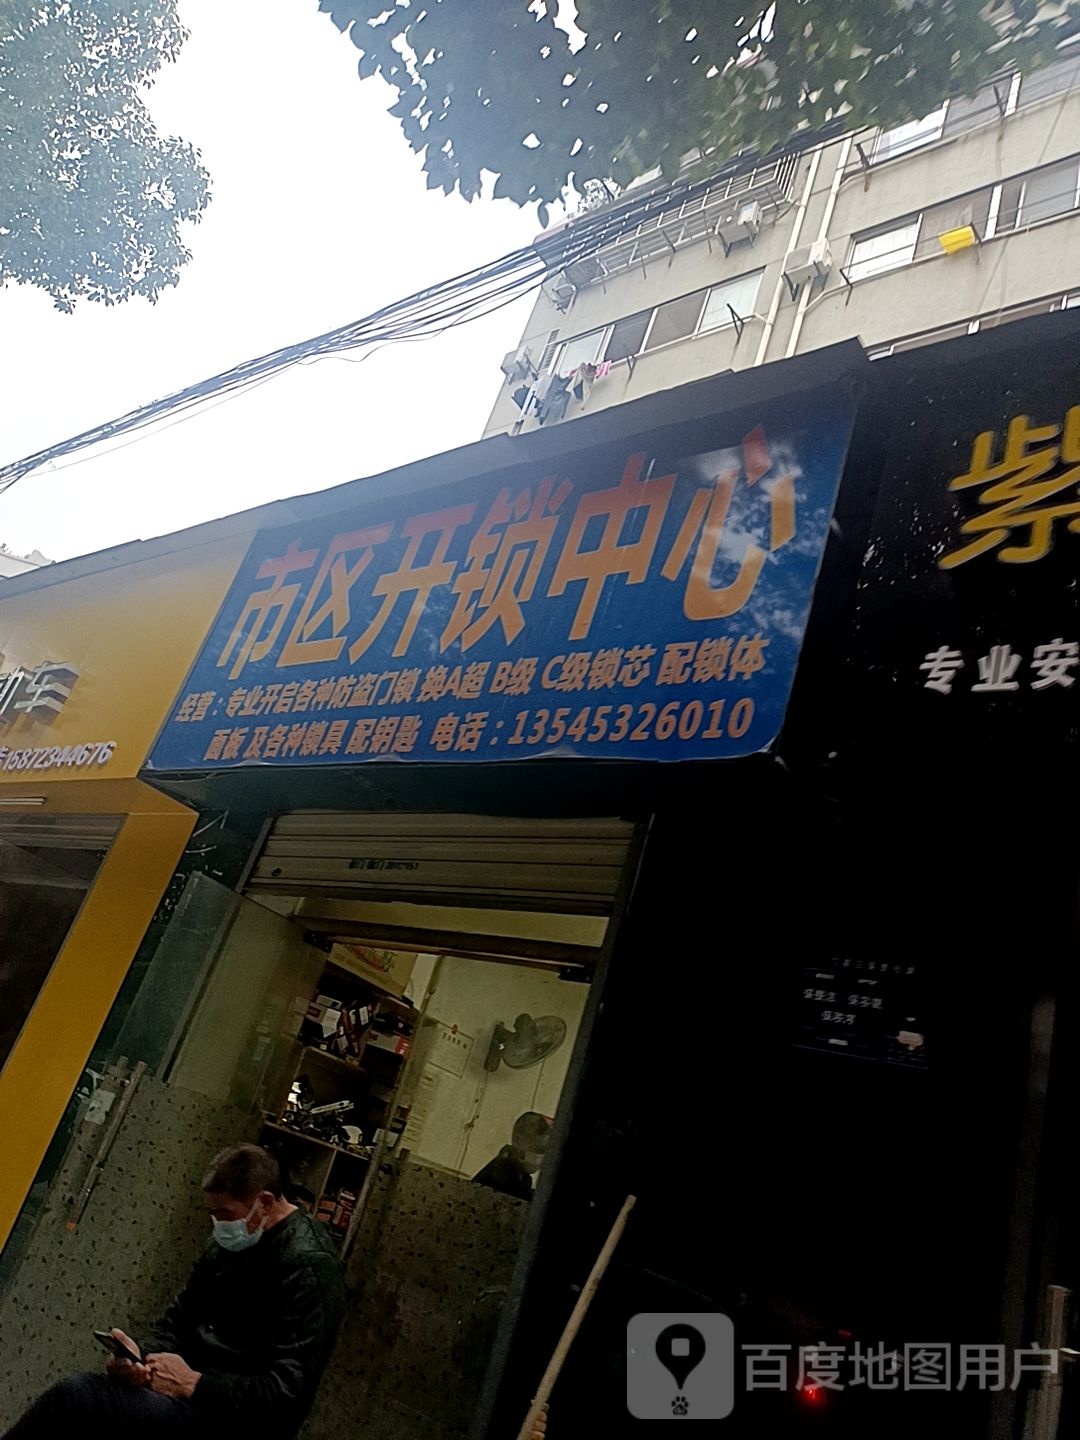 市区开锁中心
经营：专业开启各种防盗门锁 换A超 B级 C级锁芯 配锁体
面板 及各种锁具 配钥匙 电话：13545326010
车
15872344676
紫
专业安
百度地图用户